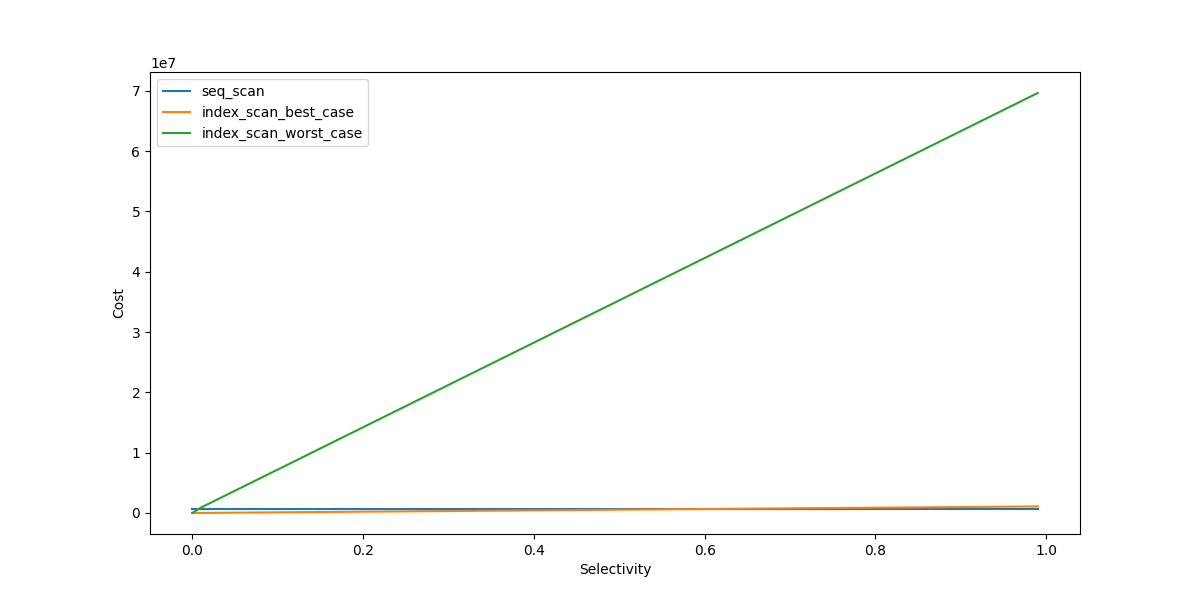 1e7
seq_scan
index_scan_best_case
index_scan_worst_case
7
6
5
4
3
2
1
0
Cost
0.0 0.2 0.4 0.6 0.8 1.0
Selectivity